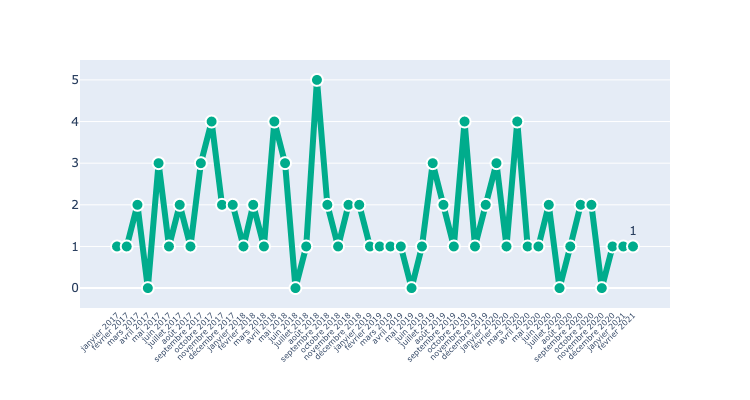 5
4
3
2
1
0
1
janvier 2017
février 2017
mars 2017
avril 2017
mai 2017
juin 2017
juillet 2017
août 2017
septembre 2017
octobre 2017
novembre 2017
décembre 2017
janvier 2018
février 2018
mars 2018
avril 2018
mai 2018
juin 2018
juillet 2018
août 2018
septembre 2018
octobre 2018
novembre 2018
décembre 2018
janvier 2019
février 2019
mars 2019
avril 2019
mai 2019
juin 2019
juillet 2019
août 2019
septembre 2019
octobre 2019
novembre 2019
décembre 2019
janvier 2020
février 2020
mars 2020
avril 2020
mai 2020
juin 2020
juillet 2020
août 2020
septembre 2020
octobre 2020
novembre 2020
décembre 2020
janvier 2021
février 2021